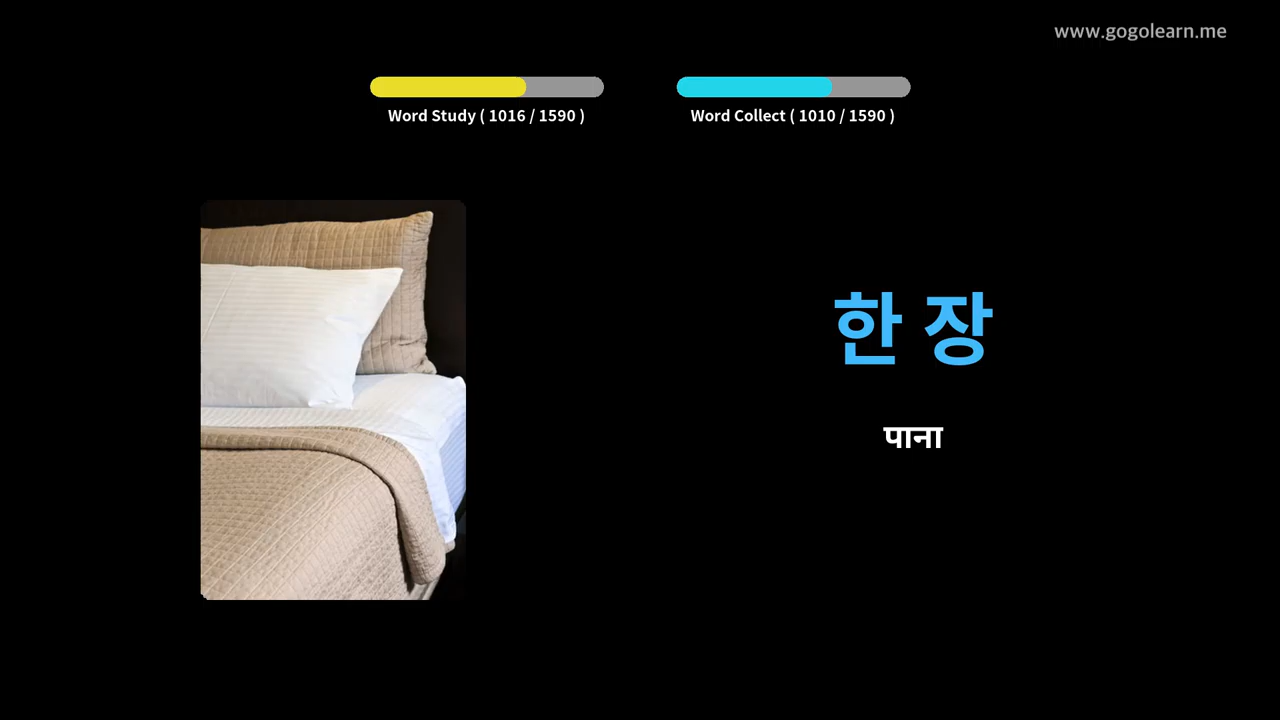 www.gogolearn.me
Word Study ( 1016 / 1590 )
Word Collect ( 1010 / 1590 )
한 장
पाना